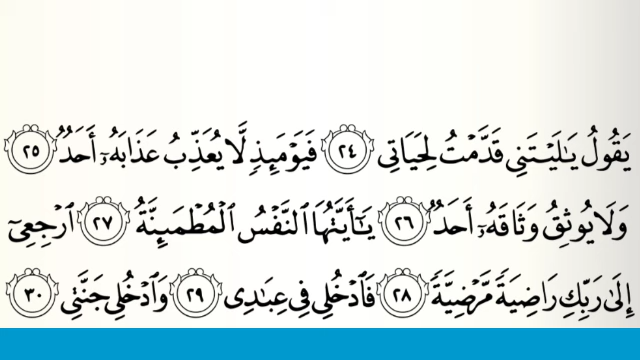 يَقُولُ يَٰلَيۡتَنِي قَدَّمۡتُ لِحَيَاتِي ٢٤ فَيَوۡمَئِذٖ لَّا يُعَذِّبُ عَذَابَهُۥٓ أَحَدٞ ٢٥
وَلَا يُوثِقُ وَثَاقَهُۥٓ أَحَدٞ ٢٦ يَٰٓأَيَّتُهَا ٱلنَّفۡسُ ٱلۡمُطۡمَئِنَّةُ ٢٧ ٱرۡجِعِيٓ
إِلَىٰ رَبِّكِ رَاضِيَةٗ مَّرۡضِيَّةٗ ٢٨ فَٱدۡخُلِي فِي عِبَٰدِي ٢٩ وَٱدۡخُلِي جَنَّتِي ٣٠